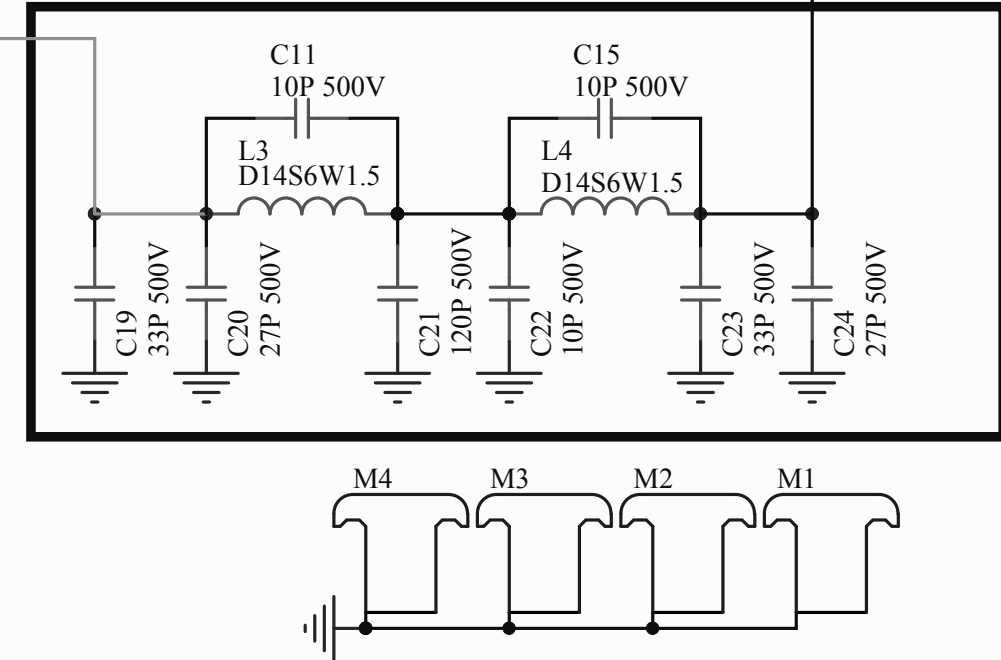 C11
10P 500V
C15
10P 500V
L3
D14S6W1.5
L4
D14S6W1.5
C19
33P 500V
C20
27P 500V
C21
120P 500V
C22
10P 500V
C23
33P 500V
C24
27P 500V
M4
M3
M2
M1